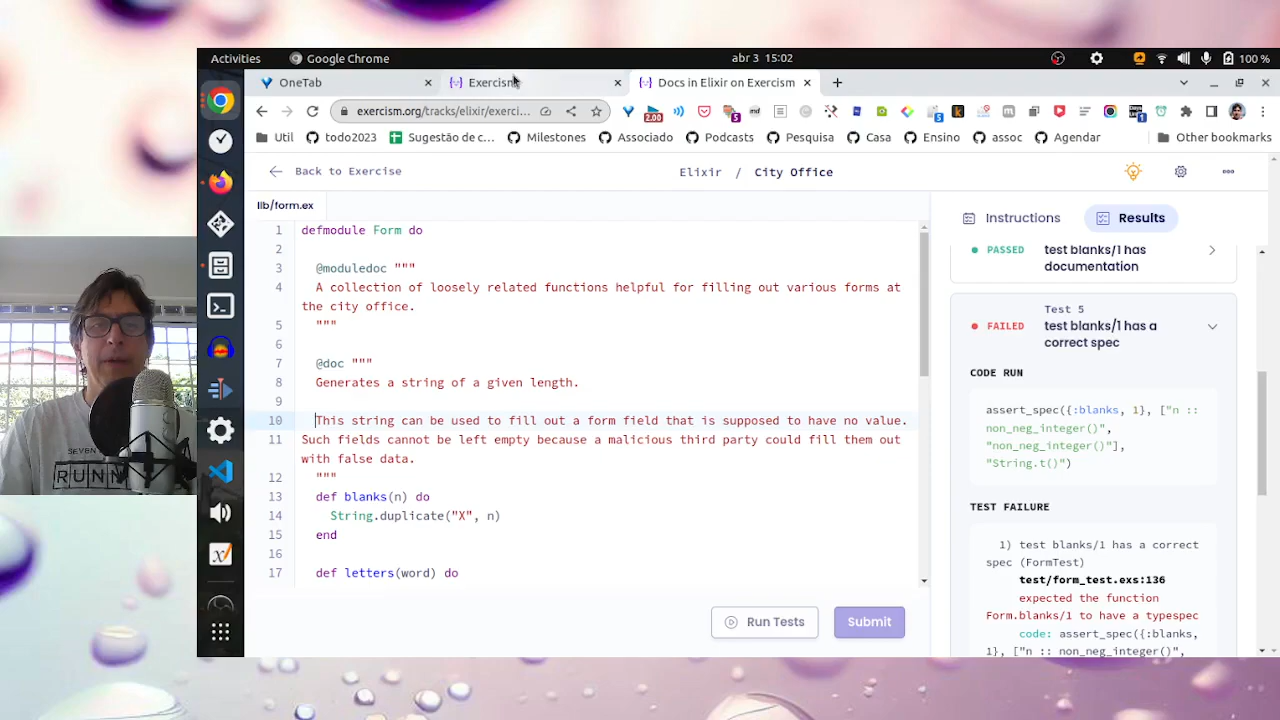 Activities
Google Chrome
abr 3 15:02
100 %
OneTab
Exercism
Docs in Elixir on Exercism
exercism.org/tracks/elixir/exerci...
2.00
5
5
1
Util
todo2023
Sugestão de c...
Milestones
Associado
Podcasts
Pesquisa
Casa
Ensino
assoc
Agendar
Other bookmarks
Back to Exercise
Elixir / City Office
lib/form.ex
Instructions
Results
1 defmodule Form do
2
3 @moduledoc """
4 A collection of loosely related functions helpful for filling out various forms at
the city office.
5 """
6
7 @doc """
8 Generates a string of a given length.
9
10 This string can be used to fill out a form field that is supposed to have no value.
11 Such fields cannot be left empty because a malicious third party could fill them out
with false data.
12 """
13 def blanks(n) do
14 String.duplicate("X", n)
15 end
16
17 def letters(word) do
Run Tests
Submit
PASSED
test blanks/1 has
documentation
Test 5
FAILED
test blanks/1 has a
correct spec
CODE RUN
assert_spec({:blanks, 1}, ["n ::
non_neg_integer()",
"non_neg_integer()"],
"String.t()")
TEST FAILURE
1) test blanks/1 has a correct
spec (FormTest)
test/form_test.exs:136
expected the function
Form.blanks/1 to have a typespec
code: assert_spec({:blanks,
1}, ["n :: non_neg_integer()",
SEVEN
RUNN